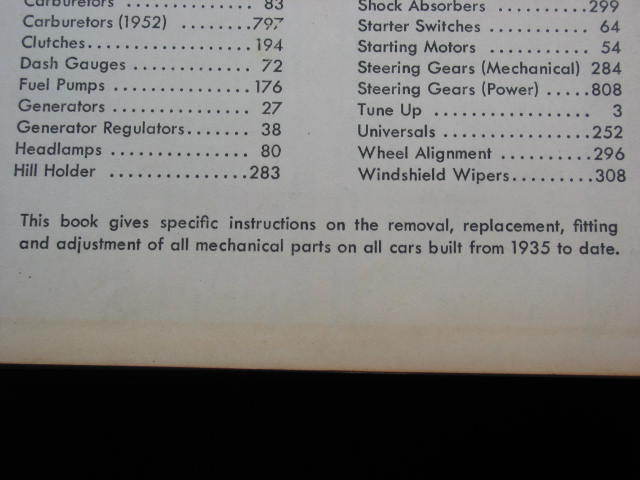 Carburetors .............. 83
Carburetors (1952) ........797
Clutches..................194
Dash Gauges .............. 72
Fuel Pumps ...............176
Generators ............... 27
Generator Regulators....... 38
Headlamps ............... 80
Hill Holder ...............283
Shock Absorbers ..........299
Starter Switches ........... 64
Starting Motors ........... 54
Steering Gears (Mechanical) 284
Steering Gears (Power) .....808
Tune Up ................. 3
Universals ................252
Wheel Alignment ..........296
Windshield Wipers.........308
This book gives specific instructions on the removal, replacement, fitting
and adjustment of all mechanical parts on all cars built from 1935 to date.